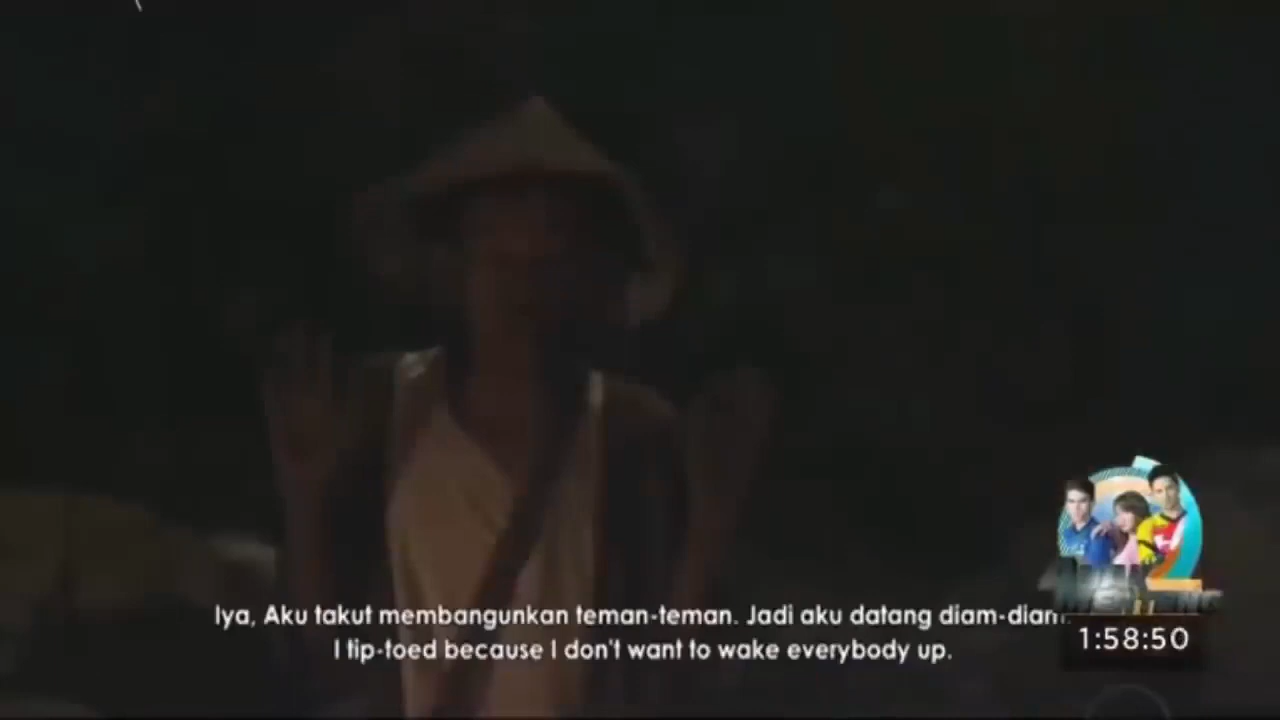 Iya, Aku takut membangunkan teman-teman. Jadi aku datang diam-diam.
I tip-toed because I don't want to wake everybody up.
2
1:58:50